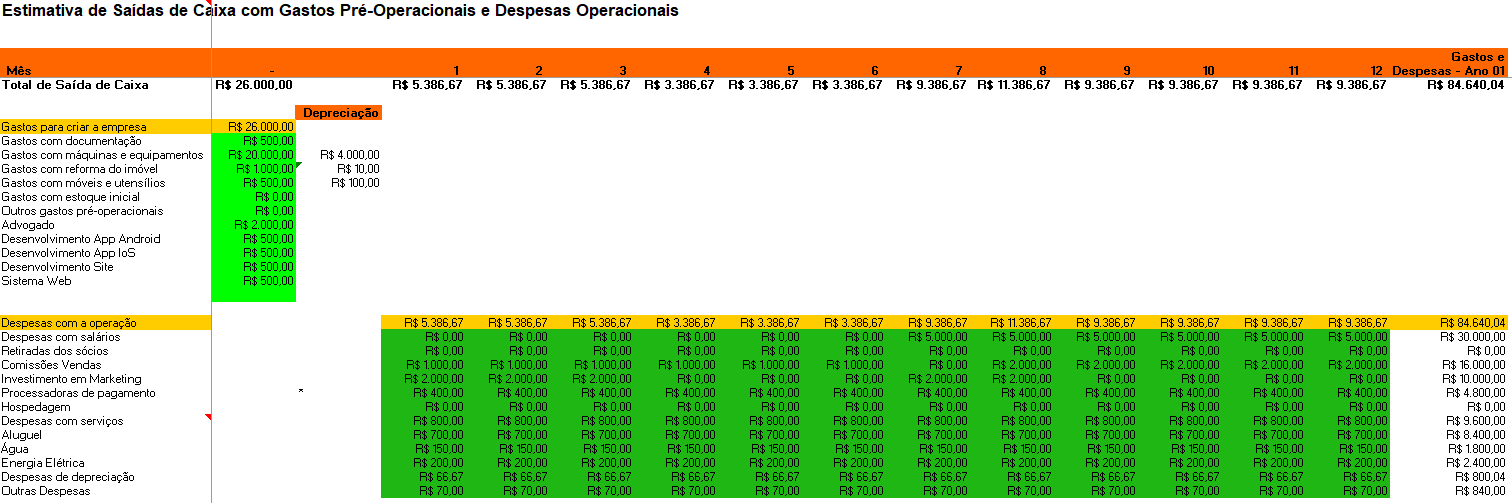 Estimativa de Saídas de Caixa com Gastos Pré-Operacionais e Despesas Operacionais
Gastos e
Mês - 1 2 3 4 5 6 7 8 9 10 11 12 Despesas - Ano 01
Total de Saída de Caixa R$ 26.000,00 R$ 5.386,67 R$ 5.386,67 R$ 5.386,67 R$ 3.386,67 R$ 3.386,67 R$ 3.386,67 R$ 9.386,67 R$ 11.386,67 R$ 9.386,67 R$ 9.386,67 R$ 9.386,67 R$ 9.386,67 R$ 84.640,04
Depreciação
Gastos para criar a empresa R$ 26.000,00
Gastos com documentação R$ 500,00
Gastos com máquinas e equipamentos R$ 20.000,00 R$ 4.000,00
Gastos com reforma do imóvel R$ 1.000,00 R$ 10,00
Gastos com móveis e utensílios R$ 500,00 R$ 100,00
Gastos com estoque inicial R$ 0,00
Outros gastos pré-operacionais R$ 0,00
Advogado R$ 2.000,00
Desenvolvimento App Android R$ 500,00
Desenvolvimento App IoS R$ 500,00
Desenvolvimento Site R$ 500,00
Sistema Web R$ 500,00
Despesas com a operação R$ 5.386,67 R$ 5.386,67 R$ 5.386,67 R$ 3.386,67 R$ 3.386,67 R$ 3.386,67 R$ 9.386,67 R$ 11.386,67 R$ 9.386,67 R$ 9.386,67 R$ 9.386,67 R$ 9.386,67 R$ 84.640,04
Despesas com salários R$ 0,00 R$ 0,00 R$ 0,00 R$ 0,00 R$ 0,00 R$ 0,00 R$ 5.000,00 R$ 5.000,00 R$ 5.000,00 R$ 5.000,00 R$ 5.000,00 R$ 5.000,00 R$ 30.000,00
Retiradas dos sócios R$ 0,00 R$ 0,00 R$ 0,00 R$ 0,00 R$ 0,00 R$ 0,00 R$ 0,00 R$ 0,00 R$ 0,00 R$ 0,00 R$ 0,00 R$ 0,00 R$ 0,00
Comissões Vendas R$ 1.000,00 R$ 1.000,00 R$ 1.000,00 R$ 1.000,00 R$ 1.000,00 R$ 1.000,00 R$ 0,00 R$ 2.000,00 R$ 2.000,00 R$ 2.000,00 R$ 2.000,00 R$ 2.000,00 R$ 16.000,00
Investimento em Marketing R$ 2.000,00 R$ 2.000,00 R$ 2.000,00 R$ 0,00 R$ 0,00 R$ 0,00 R$ 2.000,00 R$ 2.000,00 R$ 0,00 R$ 0,00 R$ 0,00 R$ 0,00 R$ 10.000,00
Processadoras de pagamento * R$ 400,00 R$ 400,00 R$ 400,00 R$ 400,00 R$ 400,00 R$ 400,00 R$ 400,00 R$ 400,00 R$ 400,00 R$ 400,00 R$ 400,00 R$ 400,00 R$ 4.800,00
Hospedagem R$ 0,00 R$ 0,00 R$ 0,00 R$ 0,00 R$ 0,00 R$ 0,00 R$ 0,00 R$ 0,00 R$ 0,00 R$ 0,00 R$ 0,00 R$ 0,00 R$ 0,00
Despesas com serviços R$ 800,00 R$ 800,00 R$ 800,00 R$ 800,00 R$ 800,00 R$ 800,00 R$ 800,00 R$ 800,00 R$ 800,00 R$ 800,00 R$ 800,00 R$ 800,00 R$ 9.600,00
Aluguel R$ 700,00 R$ 700,00 R$ 700,00 R$ 700,00 R$ 700,00 R$ 700,00 R$ 700,00 R$ 700,00 R$ 700,00 R$ 700,00 R$ 700,00 R$ 700,00 R$ 8.400,00
Água R$ 150,00 R$ 150,00 R$ 150,00 R$ 150,00 R$ 150,00 R$ 150,00 R$ 150,00 R$ 150,00 R$ 150,00 R$ 150,00 R$ 150,00 R$ 150,00 R$ 1.800,00
Energia Elétrica R$ 200,00 R$ 200,00 R$ 200,00 R$ 200,00 R$ 200,00 R$ 200,00 R$ 200,00 R$ 200,00 R$ 200,00 R$ 200,00 R$ 200,00 R$ 200,00 R$ 2.400,00
Despesas de depreciação R$ 66,67 R$ 66,67 R$ 66,67 R$ 66,67 R$ 66,67 R$ 66,67 R$ 66,67 R$ 66,67 R$ 66,67 R$ 66,67 R$ 66,67 R$ 66,67 R$ 800,04
Outras Despesas R$ 70,00 R$ 70,00 R$ 70,00 R$ 70,00 R$ 70,00 R$ 70,00 R$ 70,00 R$ 70,00 R$ 70,00 R$ 70,00 R$ 70,00 R$ 70,00 R$ 840,00